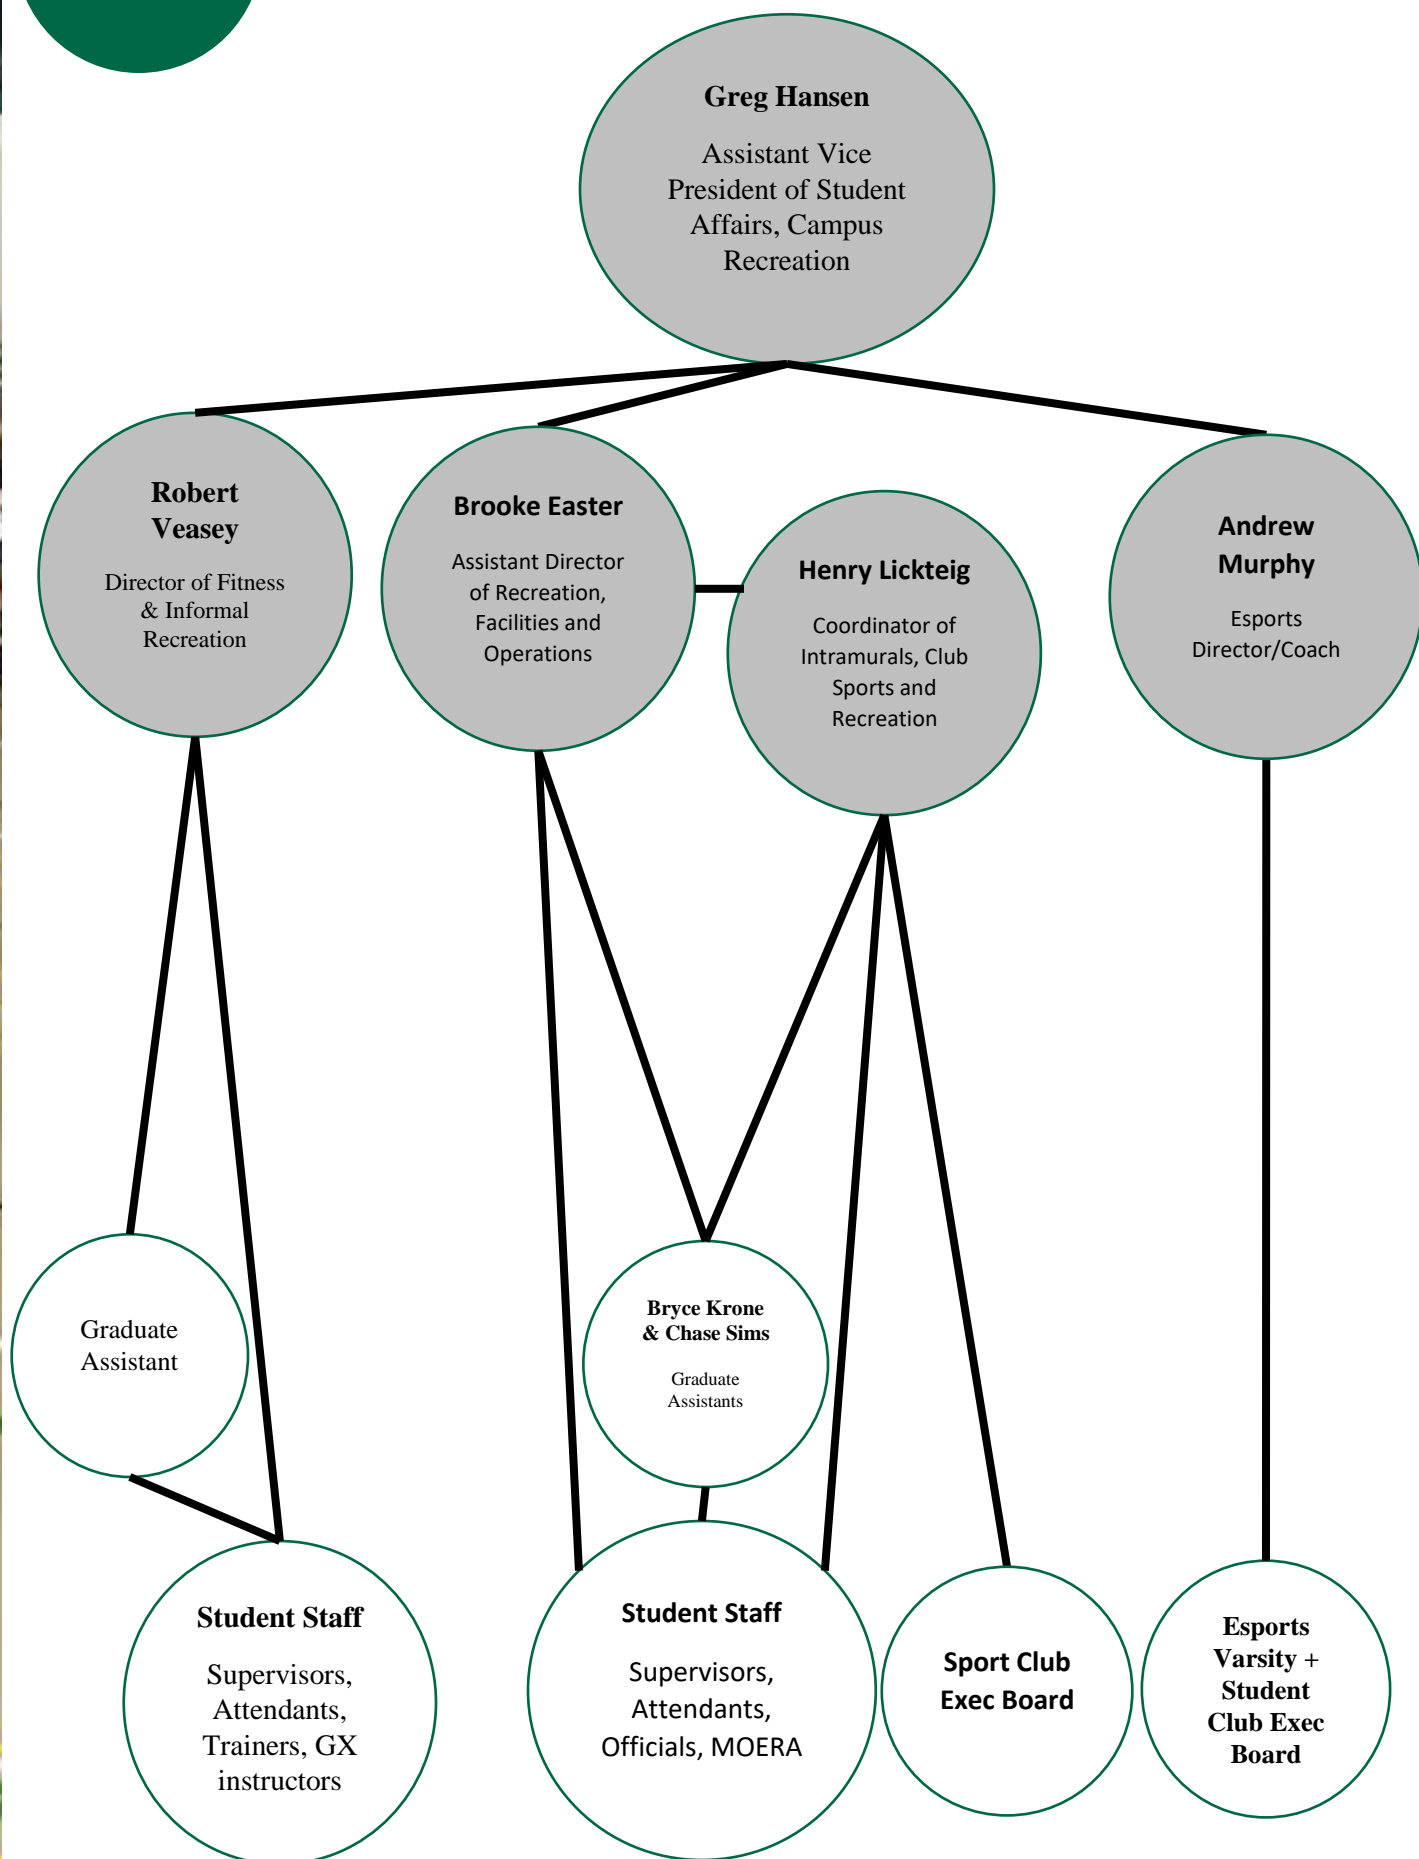 Greg Hansen
Assistant Vice
President of Student
Affairs, Campus
Recreation
Robert
Veasey
Director of Fitness
& Informal
Recreation
Brooke Easter
Assistant Director
of Recreation,
Facilities and
Operations
Henry Lickteig
Coordinator of
Intramurals, Club
Sports and
Recreation
Andrew
Murphy
Esports
Director/Coach
Graduate
Assistant
Bryce Krone
& Chase Sims
Graduate
Assistants
Student Staff
Supervisors,
Attendants,
Trainers, GX
instructors
Student Staff
Supervisors,
Attendants,
Officials, MOERA
Sport Club
Exec Board
Esports
Varsity +
Student
Club Exec
Board